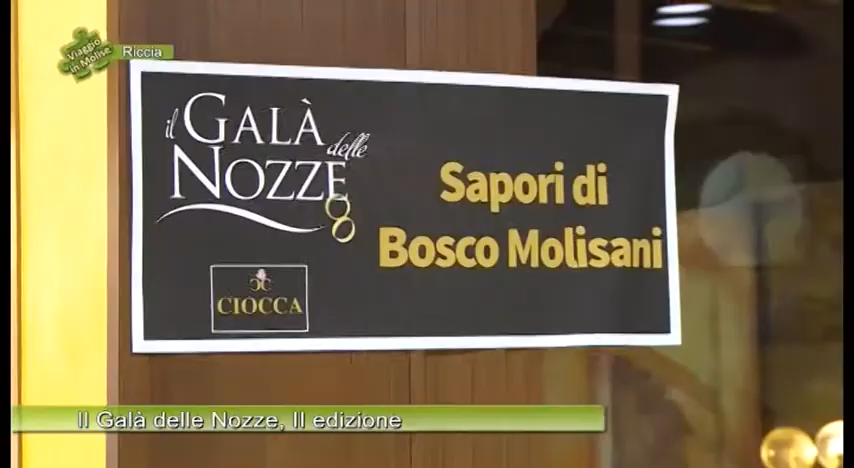 Viaggio
in Molise
Riccia
il GALÀ delle
NOZZE
CIOCCA
Sapori di
Bosco Molisani
Il Galà delle Nozze, II edizione